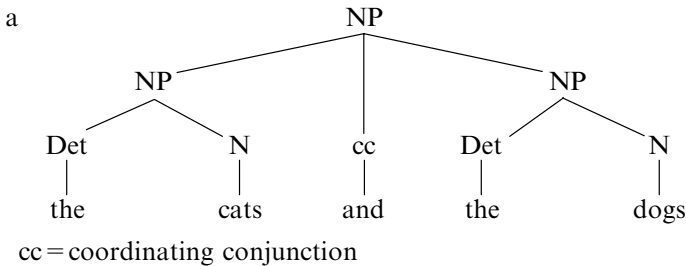 a NP
NP NP
Det N cc Det N
the cats and the dogs
cc = coordinating conjunction